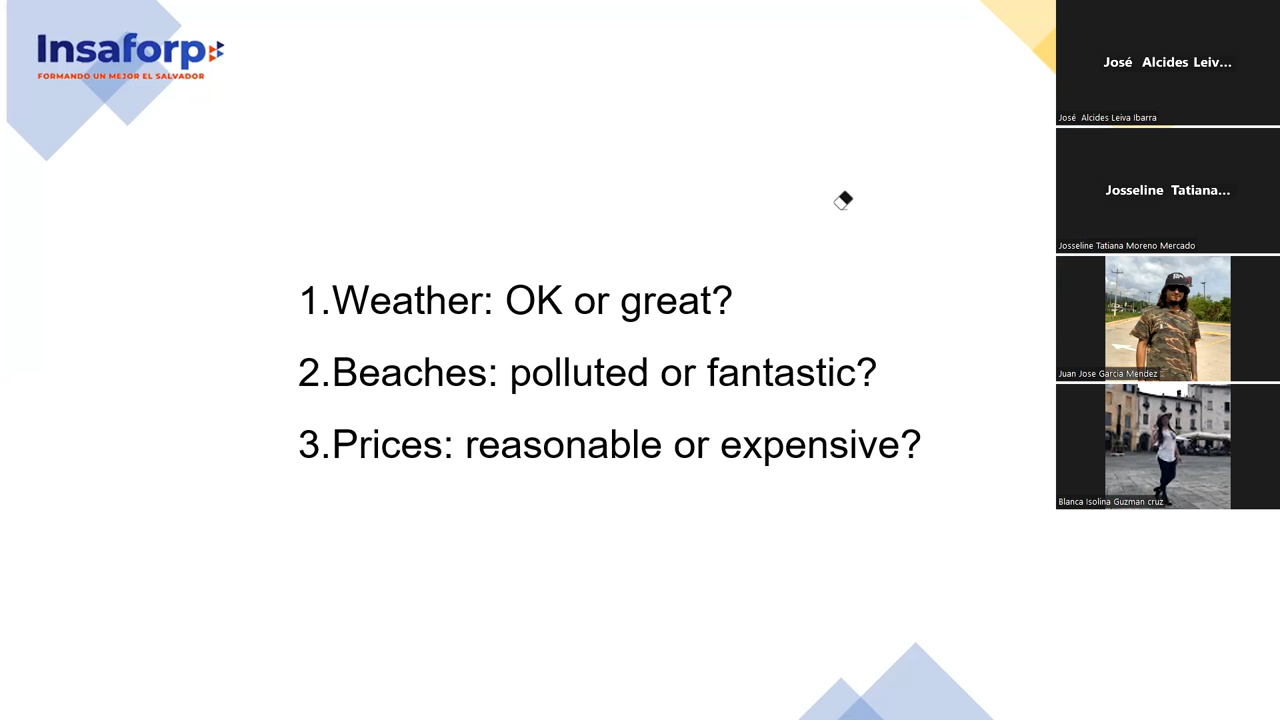 Insaforp
FORMANDO UN MEJOR EL SALVADOR
1.Weather: OK or great?
2.Beaches: polluted or fantastic?
3.Prices: reasonable or expensive?
José Alcides Leiv...
José Alcides Leiva Ibarra
Josseline Tatiana...
Josseline Tatiana Moreno Mercado
Juan Jose Garcia Mendez
Blanca Isolina Guzman cruz